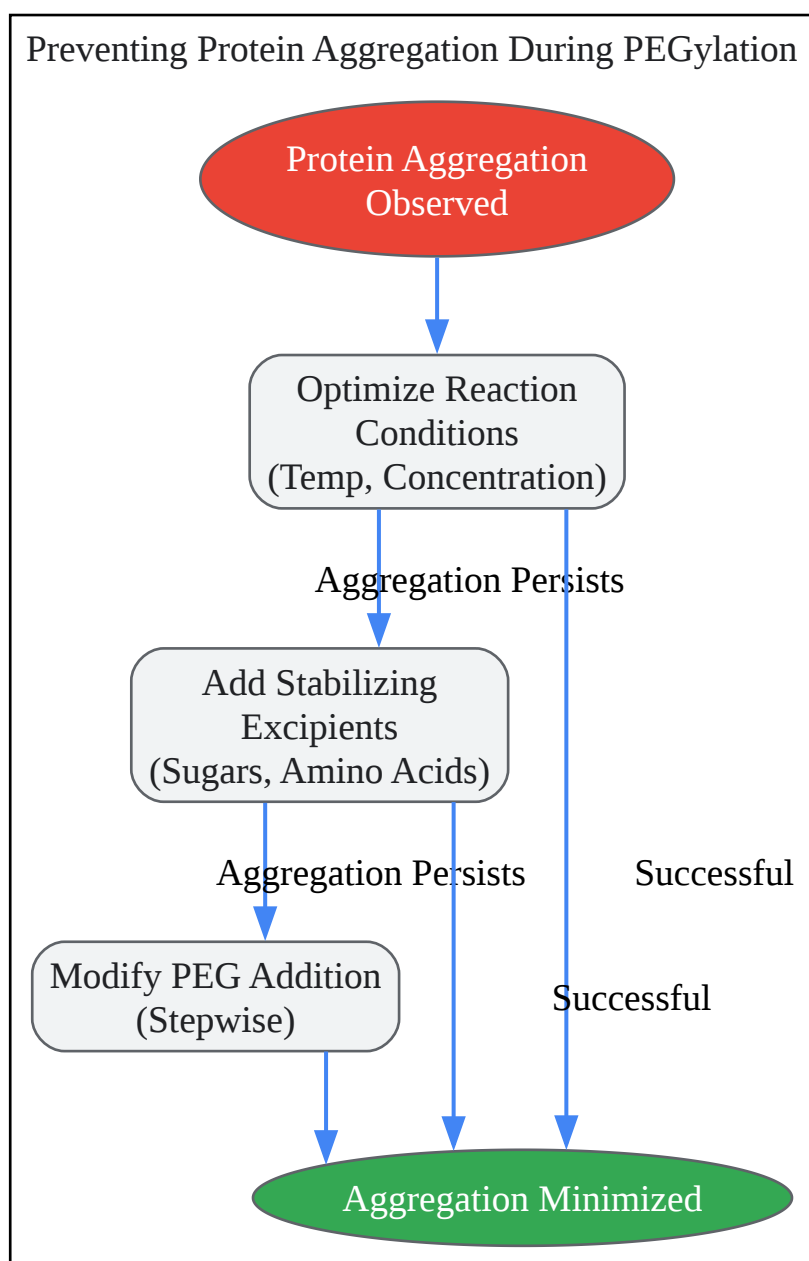 Preventing Protein Aggregation During PEGylation
Protein Aggregation
Observed
Optimize Reaction
Conditions
(Temp, Concentration)
Aggregation Persists
Add Stabilizing
Excipients
(Sugars, Amino Acids)
Aggregation Persists
Successful
Modify PEG Addition
(Stepwise)
Successful
Aggregation Minimized